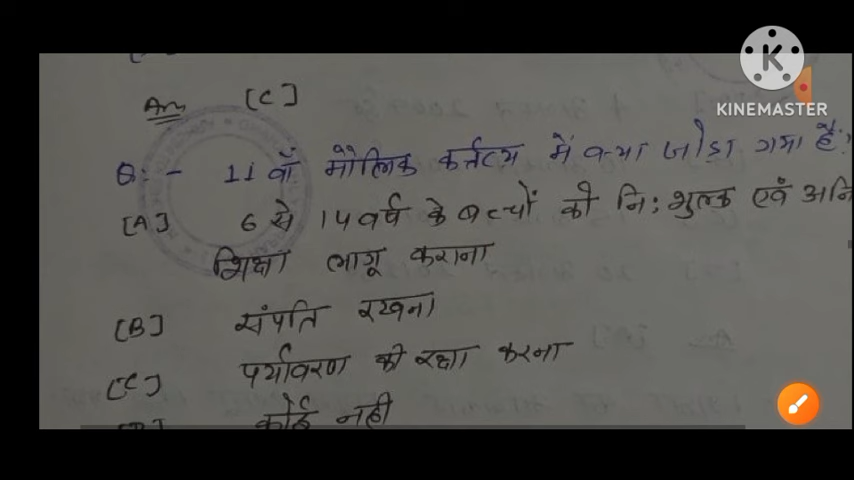 KINEMASTER
Ans [C]
Q:- 11 वाँ मौलिक कर्त्तव्य में क्या जोड़ा गया है?
[A] 6 से 14 वर्ष के बच्चों को नि:शुल्क एवं अनि
शिक्षा लागू कराना
[B] संपति रखना
[C] पर्यावरण की रक्षा करना
कोई नही